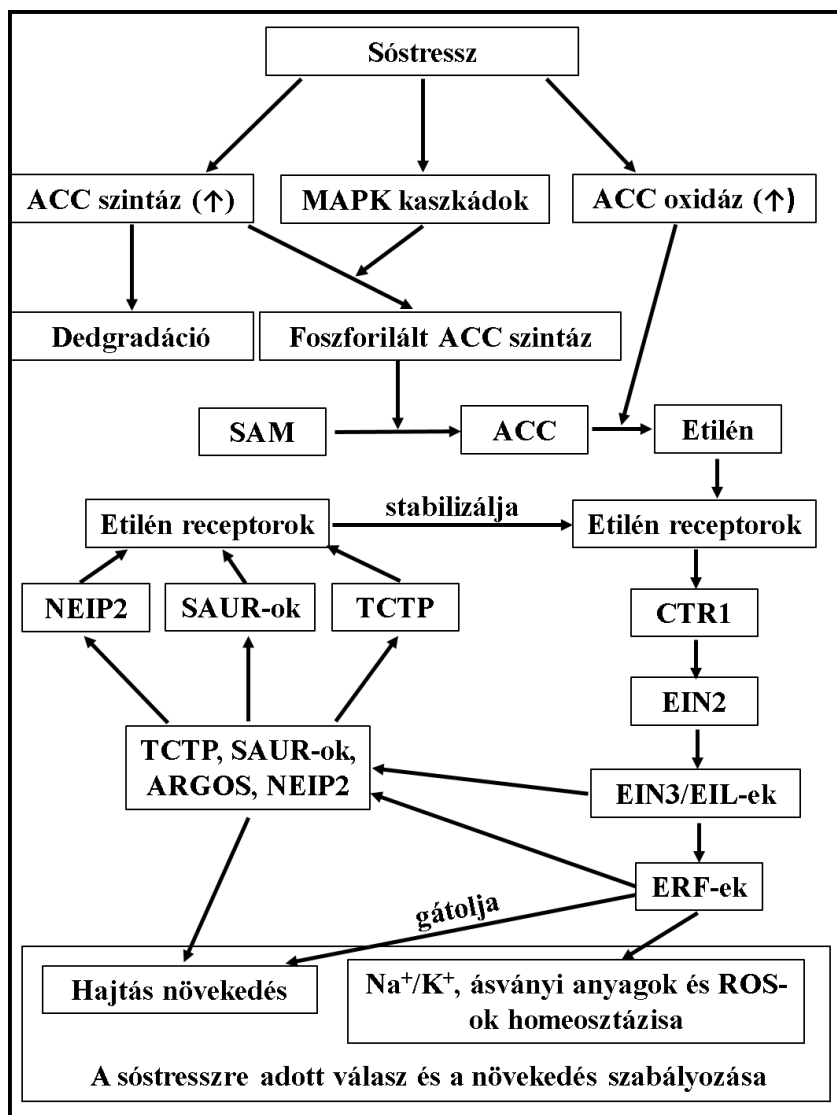 Sóstressz
ACC szintáz (↑)
MAPK kaszkádok
ACC oxidáz (↑)
Dedgradáció
Foszforilált ACC szintáz
SAM
ACC
Etilén
Etilén receptorok
stabilizálja
Etilén receptorok
NEIP2
SAUR-ok
TCTP
CTR1
EIN2
TCTP, SAUR-ok,
ARGOS, NEIP2
EIN3/EIL-ek
ERF-ek
gátolja
Hajtás növekedés
Na⁺/K⁺, ásványi anyagok és ROS-
ok homeosztázisa
A sóstresszre adott válasz és a növekedés szabályozása